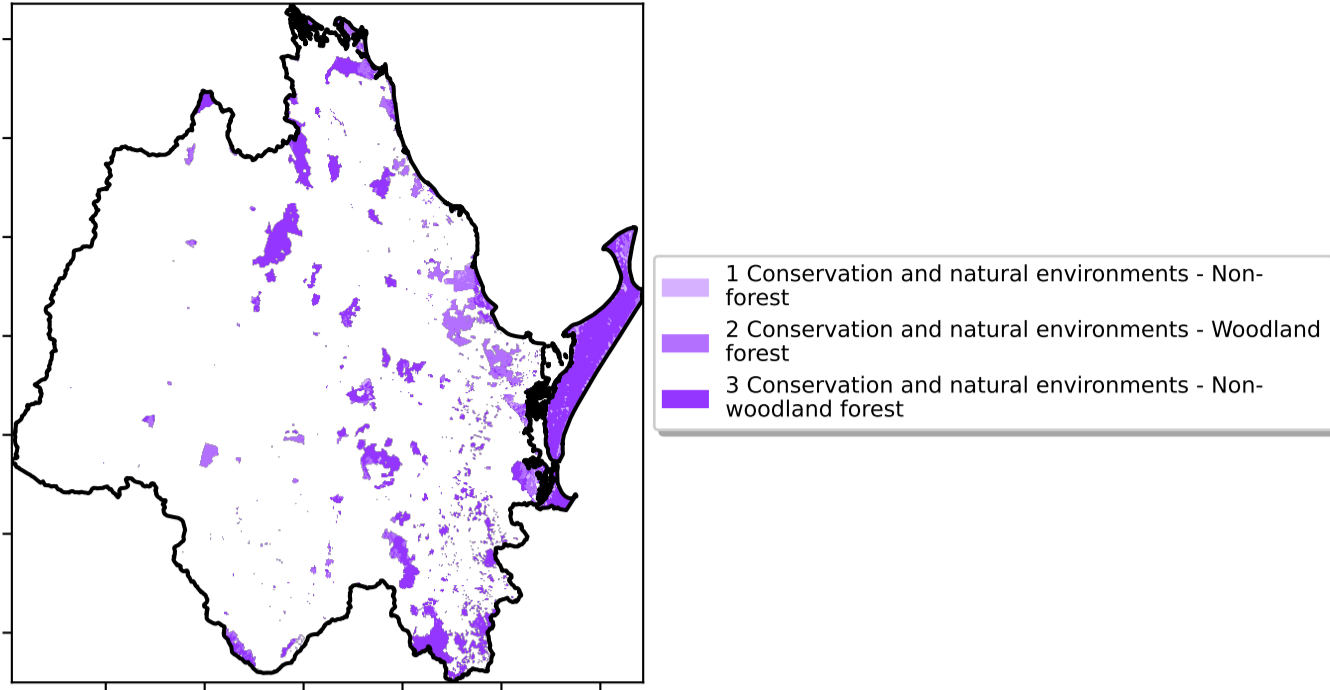 1 Conservation and natural environments - Non-
forest
2 Conservation and natural environments - Woodland
forest
3 Conservation and natural environments - Non-
woodland forest